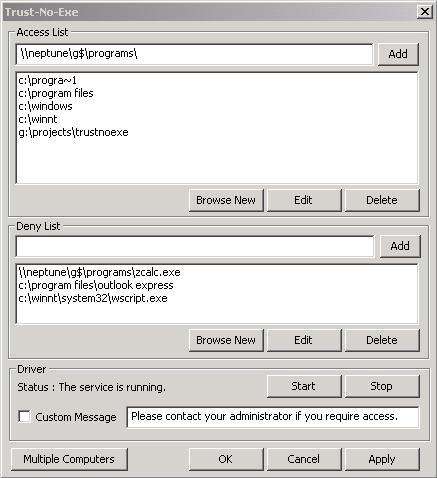 Trust-No-Exe
Access List
\\neptune\g$\programs\
Add
c:\progra~1
c:\program files
c:\windows
c:\winnt
g:\projects\trustnoexe
Browse New Edit Delete
Deny List
Add
\\neptune\g$\programs\zcalc.exe
c:\program files\outlook express
c:\winnt\system32\wscript.exe
Browse New Edit Delete
Driver
Status : The service is running.
Start Stop
Custom Message Please contact your administrator if you require access.
Multiple Computers OK Cancel Apply